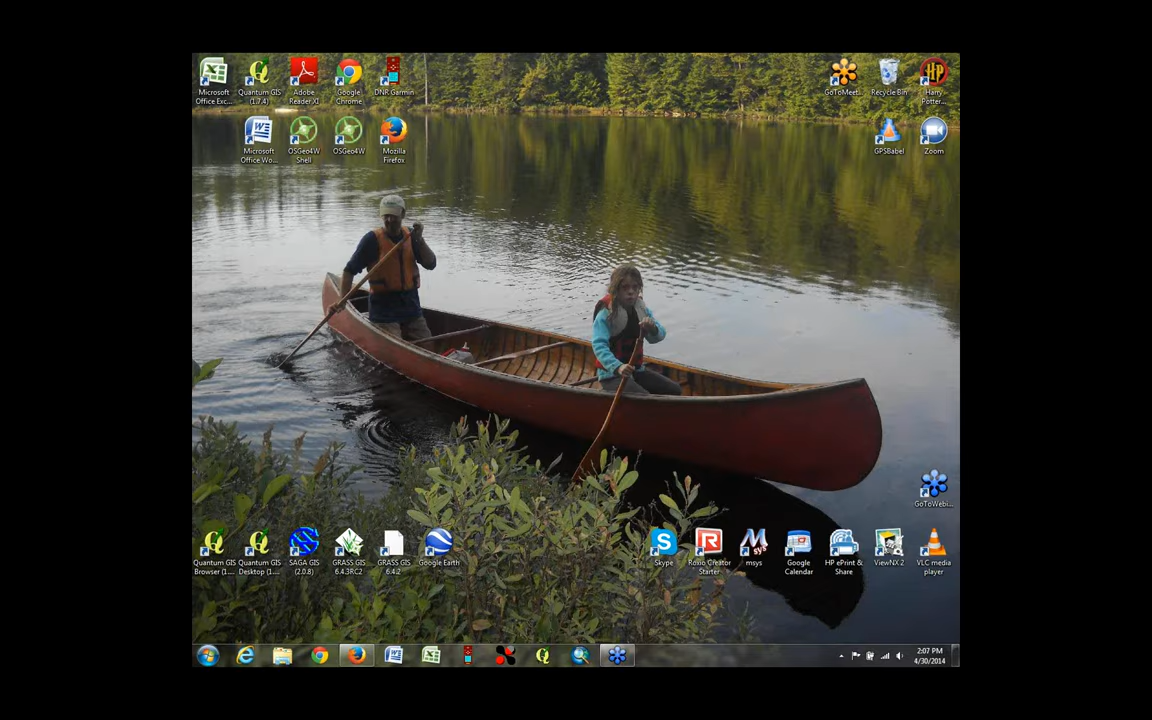 Microsoft Office Exc...
Quantum GIS (1.7.4)
Adobe Reader XI
Google Chrome
DNR Garmin
GoToMeet...
Recycle Bin
Harry Potter...
Microsoft Office Wo...
OSGeo4W Shell
OSGeo4W
Mozilla Firefox
GPSBabel
Zoom
GoToWebi...
Quantum GIS Browser (1....
Quantum GIS Desktop (1....
SAGA GIS (2.0.8)
GRASS GIS 6.4.3RC2
GRASS GIS 6.4.2
Google Earth
Skype
Roxio Creator Starter
msys
Google Calendar
HP ePrint & Share
ViewNX 2
VLC media player
2:07 PM
4/30/2014